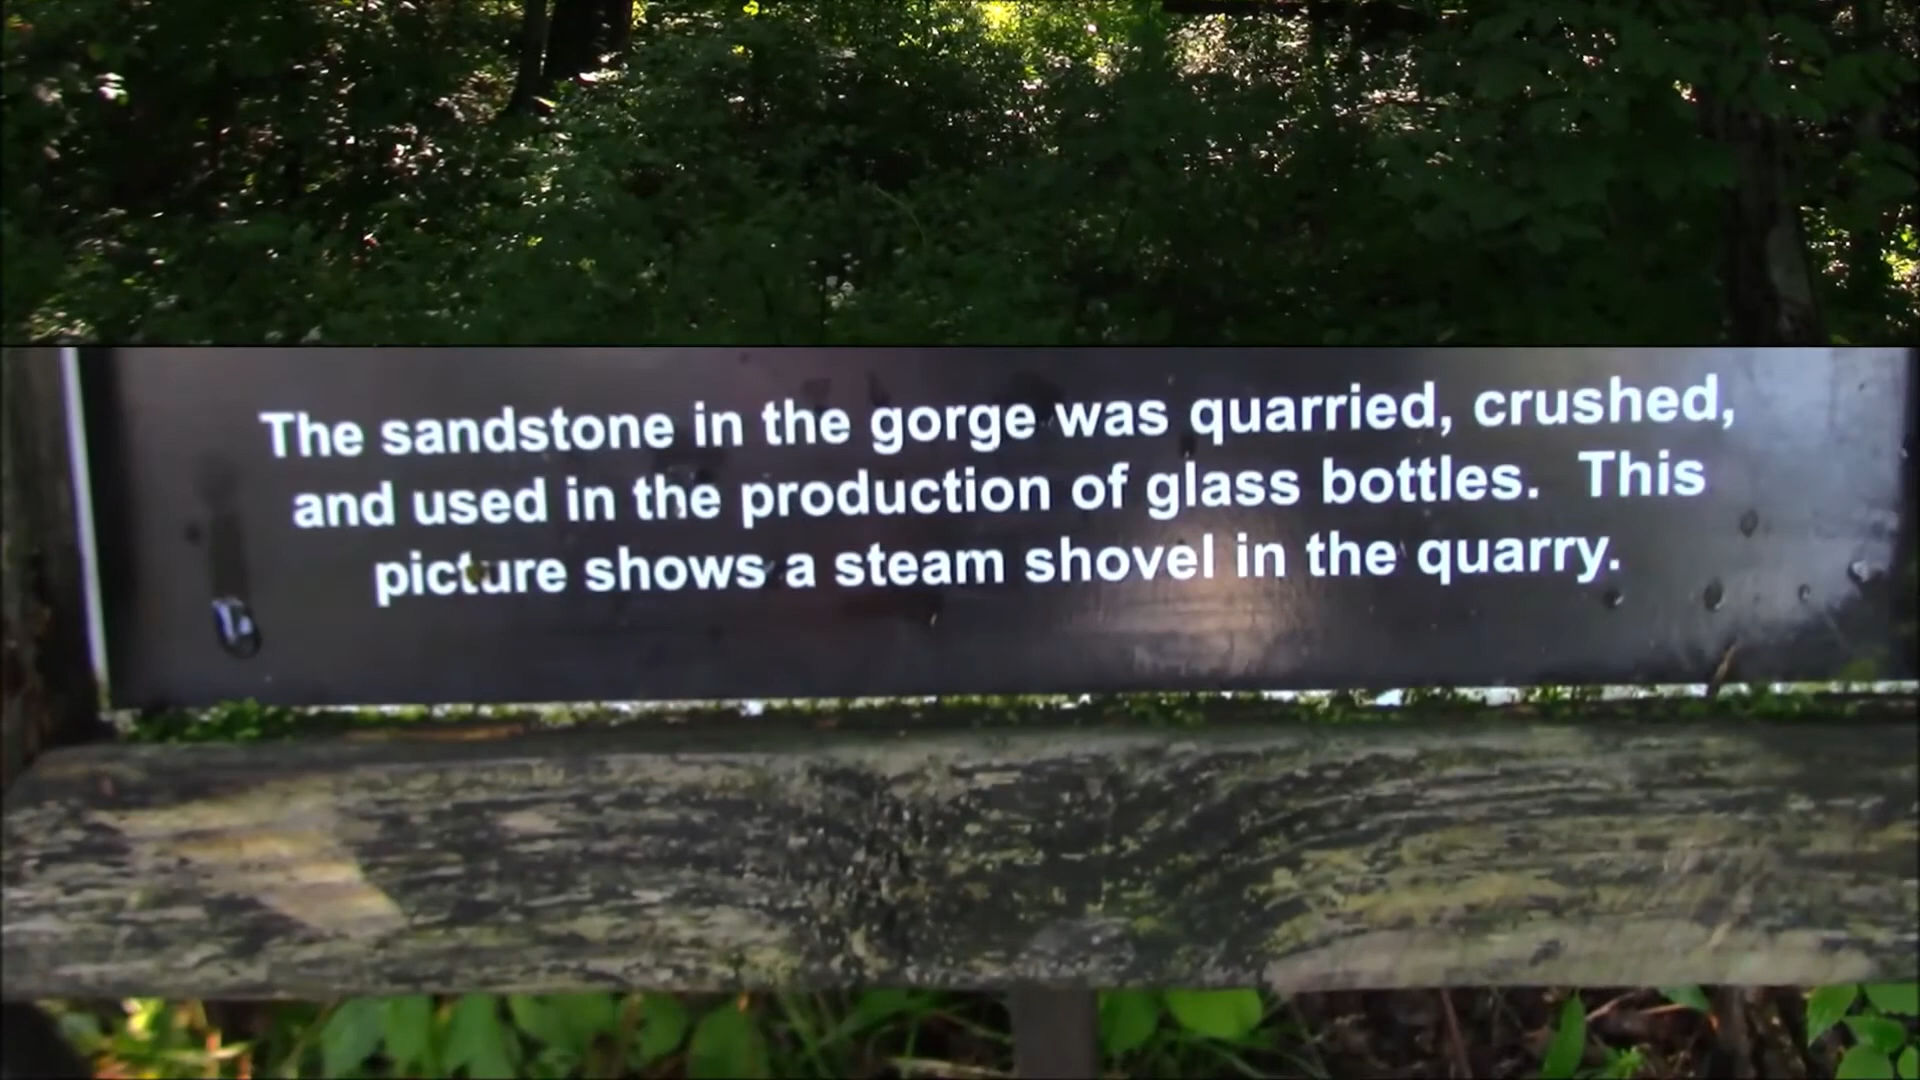 The sandstone in the gorge was quarried, crushed,
and used in the production of glass bottles. This
picture shows a steam shovel in the quarry.